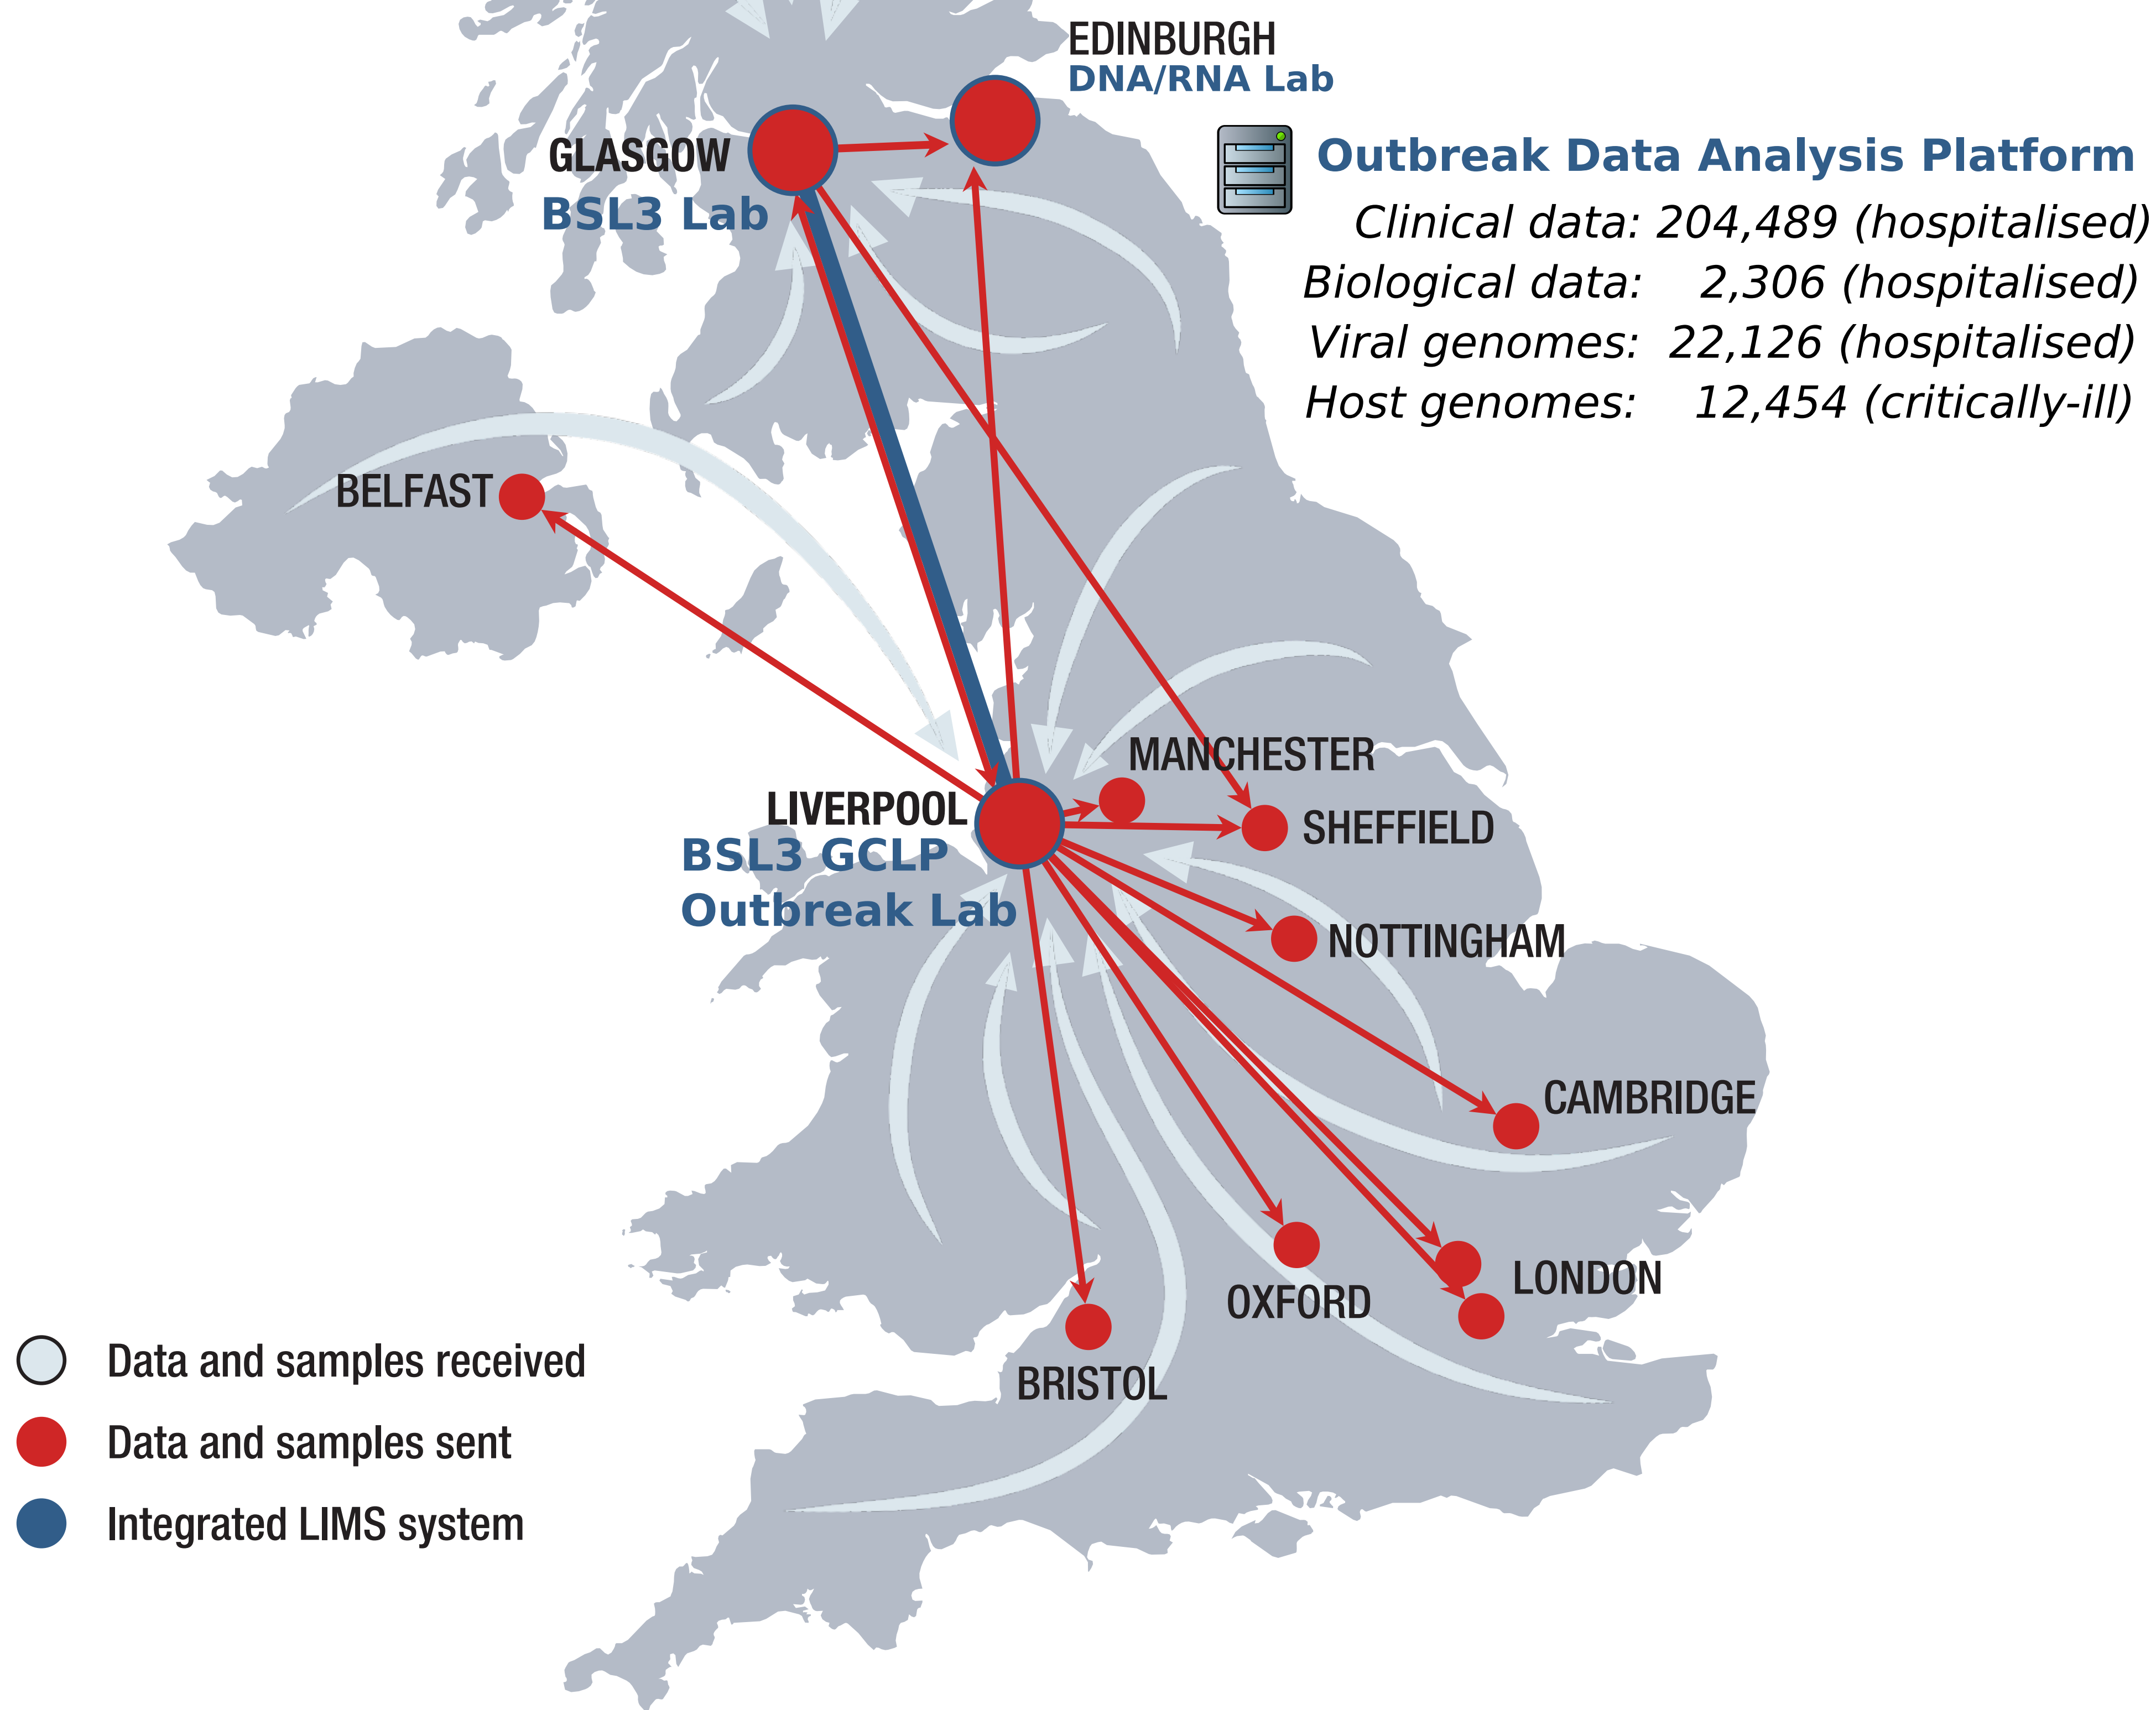 EDINBURGH
DNA/RNA Lab
GLASGOW
BSL3 Lab
Outbreak Data Analysis Platform
Clinical data: 204,489 (hospitalised)
Biological data: 2,306 (hospitalised)
Viral genomes: 22,126 (hospitalised)
Host genomes: 12,454 (critically-ill)
BELFAST
MANCHESTER
LIVERPOOL
BSL3 GCLP
Outbreak Lab
SHEFFIELD
NOTTINGHAM
CAMBRIDGE
LONDON
OXFORD
BRISTOL
Data and samples received
Data and samples sent
Integrated LIMS system